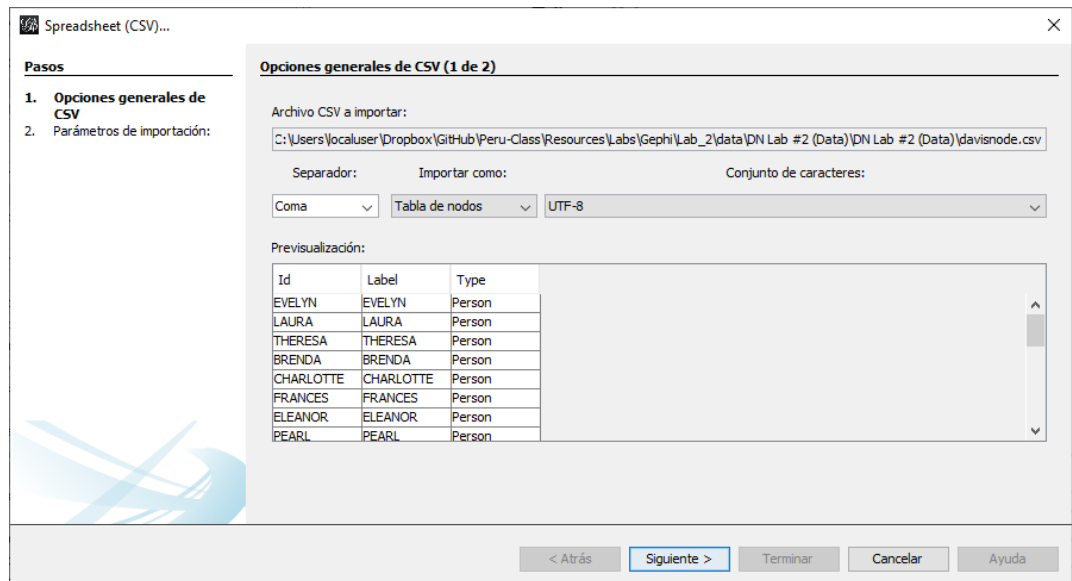 Spreadsheet (CSV)...
Pasos
1. Opciones generales de
CSV
2. Parámetros de importación:
Opciones generales de CSV (1 de 2)
Archivo CSV a importar:
C:\Users\localuser\Dropbox\GitHub\Peru-Class\Resources\Labs\Gephi\Lab_2\data\DN Lab #2 (Data)\DN Lab #2 (Data)\davisnode.csv
Separador: Importar como: Conjunto de caracteres:
Coma Tabla de nodos UTF-8
Previsualización:
Id Label Type
EVELYN EVELYN Person
LAURA LAURA Person
THERESA THERESA Person
BRENDA BRENDA Person
CHARLOTTE CHARLOTTE Person
FRANCES FRANCES Person
ELEANOR ELEANOR Person
PEARL PEARL Person
< Atrás Siguiente > Terminar Cancelar Ayuda